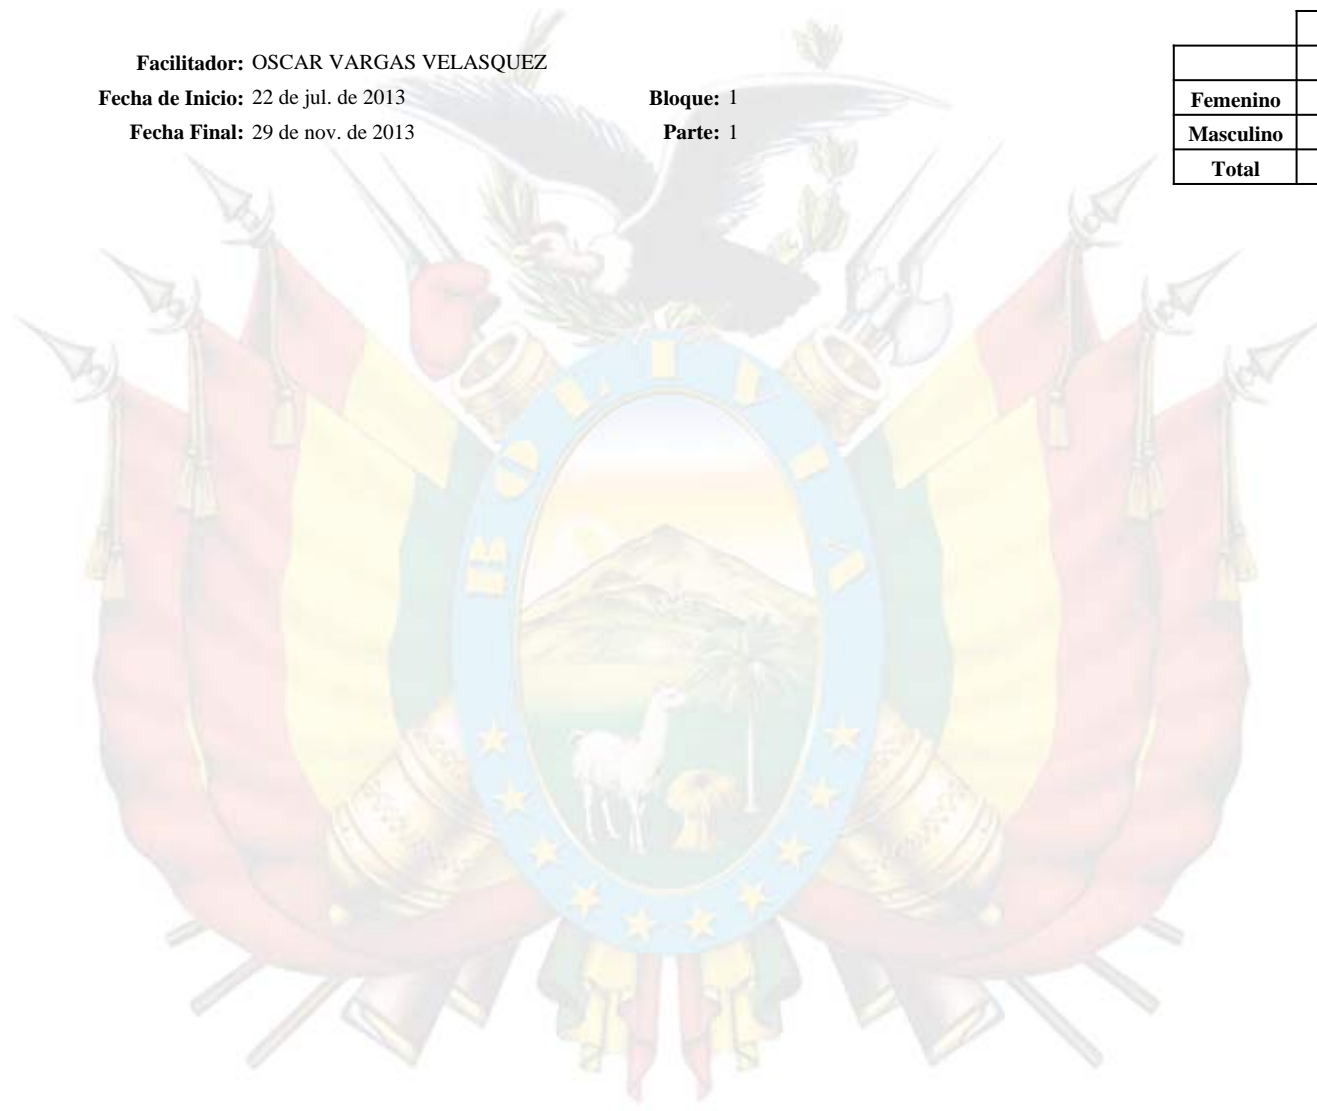 Facilitador: OSCAR VARGAS VELASQUEZ
Fecha de Inicio: 22 de jul. de 2013 Bloque: 1
Fecha Final: 29 de nov. de 2013 Parte: 1
Femenino
Masculino
Total
BOLIVIA